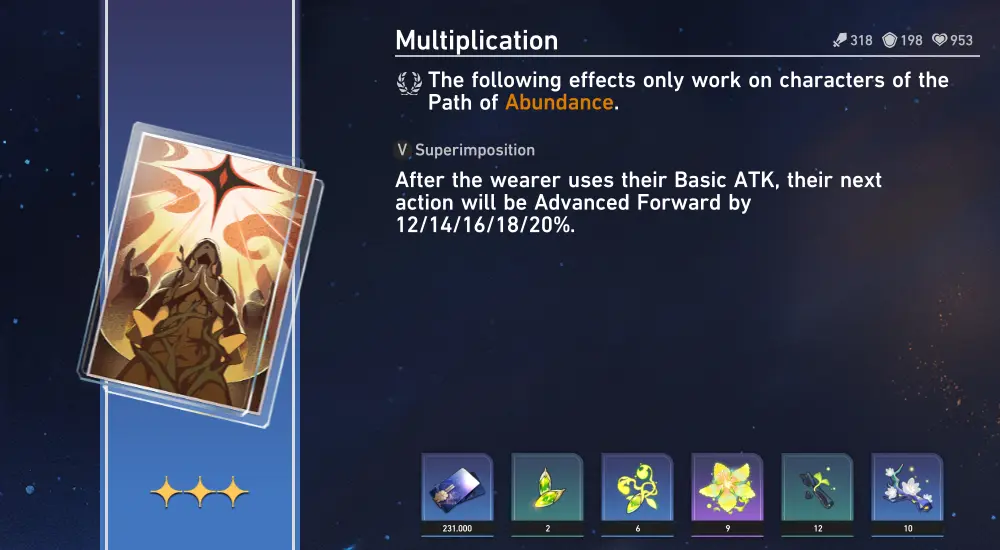 Multiplication
318 198 953
The following effects only work on characters of the
Path of Abundance.
V Superimposition
After the wearer uses their Basic ATK, their next
action will be Advanced Forward by
12/14/16/18/20%.
231.000 2 6 9 12 10